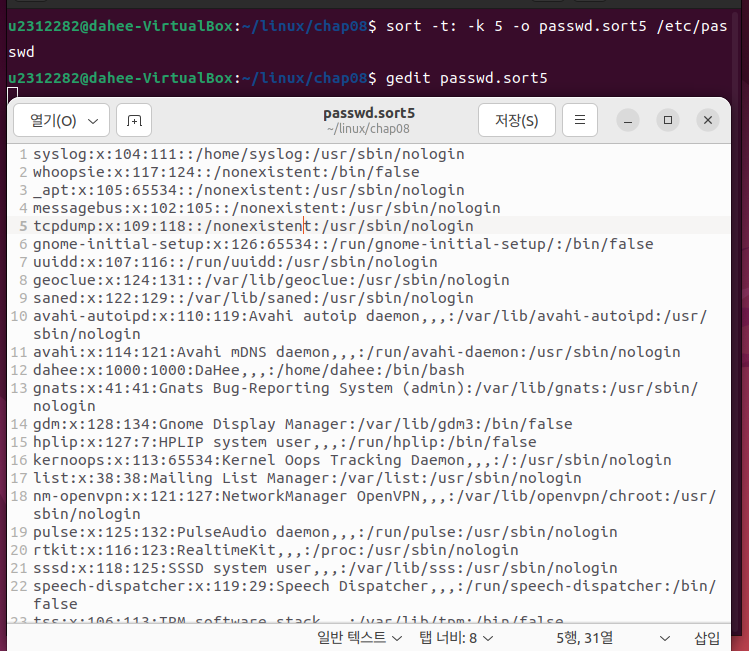 u2312282@dahee-VirtualBox:~/linux/chap08$ sort -t: -k 5 -o passwd.sort5 /etc/pas
swd
u2312282@dahee-VirtualBox:~/linux/chap08$ gedit passwd.sort5
열기(O)
passwd.sort5
~/linux/chap08
저장(S)
1 syslog:x:104:111::/home/syslog:/usr/sbin/nologin
2 whoopsie:x:117:124::/nonexistent:/bin/false
3 _apt:x:105:65534::/nonexistent:/usr/sbin/nologin
4 messagebus:x:102:105::/nonexistent:/usr/sbin/nologin
5 tcpdump:x:109:118::/nonexistent:/usr/sbin/nologin
6 gnome-initial-setup:x:126:65534::/run/gnome-initial-setup/:/bin/false
7 uuidd:x:107:116::/run/uuidd:/usr/sbin/nologin
8 geoclue:x:124:131::/var/lib/geoclue:/usr/sbin/nologin
9 saned:x:122:129::/var/lib/saned:/usr/sbin/nologin
10 avahi-autoipd:x:110:119:Avahi autoip daemon,,,:/var/lib/avahi-autoipd:/usr/
sbin/nologin
11 avahi:x:114:121:Avahi mDNS daemon,,,:/run/avahi-daemon:/usr/sbin/nologin
12 dahee:x:1000:1000:DaHee,,,:/home/dahee:/bin/bash
13 gnats:x:41:41:Gnats Bug-Reporting System (admin):/var/lib/gnats:/usr/sbin/
nologin
14 gdm:x:128:134:Gnome Display Manager:/var/lib/gdm3:/bin/false
15 hplip:x:127:7:HPLIP system user,,,:/run/hplip:/bin/false
16 kernoops:x:113:65534:Kernel Oops Tracking Daemon,,,:/:/usr/sbin/nologin
17 list:x:38:38:Mailing List Manager:/var/list:/usr/sbin/nologin
18 nm-openvpn:x:121:127:NetworkManager OpenVPN,,,:/var/lib/openvpn/chroot:/usr/
sbin/nologin
19 pulse:x:125:132:PulseAudio daemon,,,:/run/pulse:/usr/sbin/nologin
20 rtkit:x:116:123:RealtimeKit,,,:/proc:/usr/sbin/nologin
21 sssd:x:118:125:SSSD system user,,,:/var/lib/sss:/usr/sbin/nologin
22 speech-dispatcher:x:119:29:Speech Dispatcher,,,:/run/speech-dispatcher:/bin/
false
23 tss:x:106:113:TPM software stack,,,:/var/lib/tpm:/bin/false
일반 텍스트 탭 너비: 8 5행, 31열 삽입